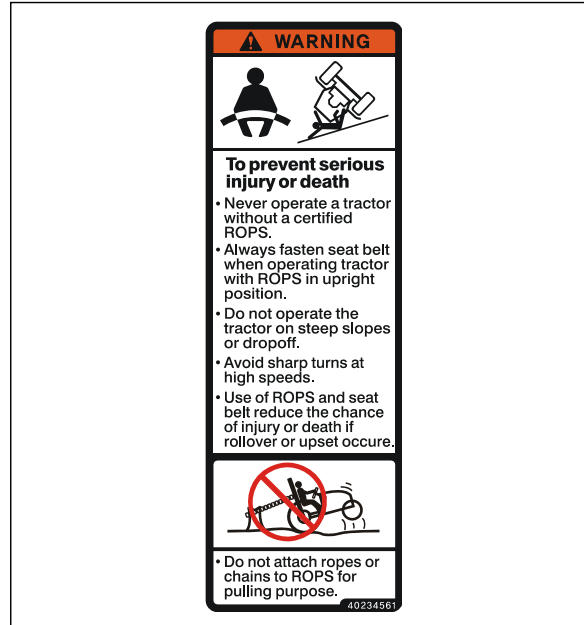 WARNING
To prevent serious
injury or death
• Never operate a tractor
without a certified
ROPS.
• Always fasten seat belt
when operating tractor
with ROPS in upright
position.
• Do not operate the
tractor on steep slopes
or dropoff.
• Avoid sharp turns at
high speeds.
• Use of ROPS and seat
belt reduce the chance
of injury or death if
rollover or upset occure.
• Do not attach ropes or
chains to ROPS for
pulling purpose.
40234561